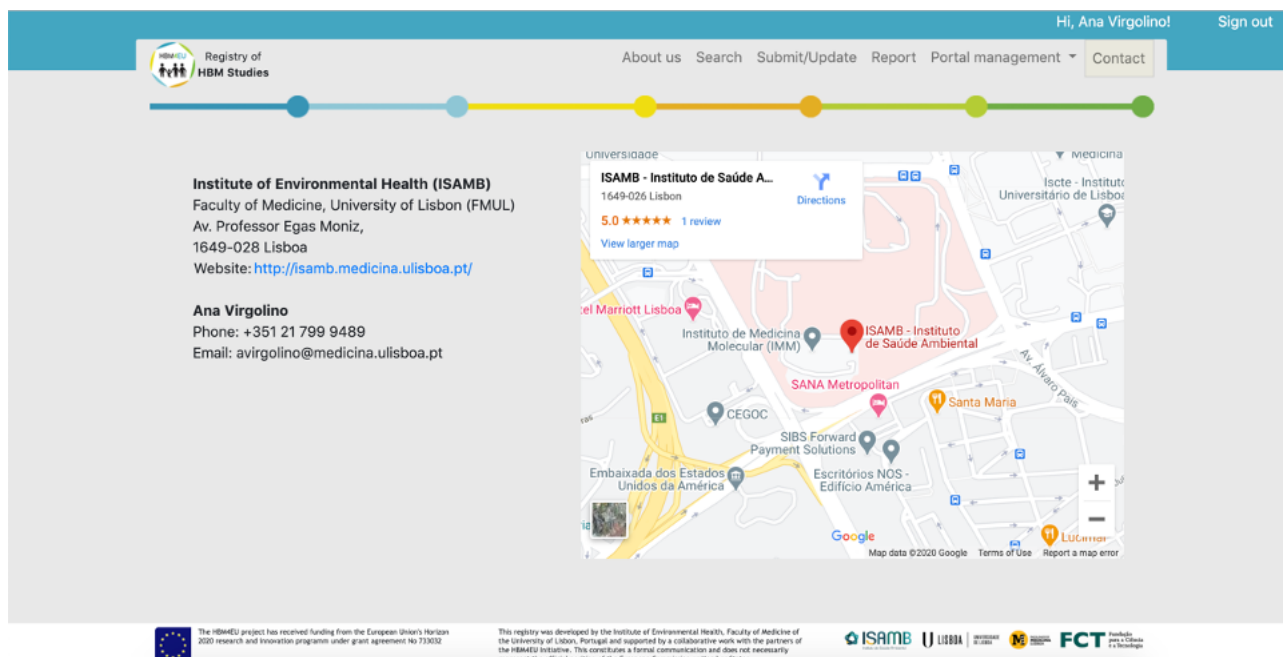 Hi, Ana Virgolino!
Sign out
HBM4EU
Registry of
HBM Studies
About us
Search
Submit/Update
Report
Portal management
Contact
Institute of Environmental Health (ISAMB)
Faculty of Medicine, University of Lisbon (FMUL)
Av. Professor Egas Moniz,
1649-028 Lisboa
Website: http://isamb.medicina.ulisboa.pt/
Ana Virgolino
Phone: +351 21 799 9489
Email: avirgolino@medicina.ulisboa.pt
Universidade
Medicina
ISAMB - Instituto de Saúde A...
1649-026 Lisbon
5.0 ★★★★★ 1 review
View larger map
Directions
Iscte - Instituto
Universitário de Lisboa
tel Marriott Lisboa
Instituto de Medicina
Molecular (IMM)
ISAMB - Instituto
de Saúde Ambiental
Av. Álvaro Pais
SANA Metropolitan
Santa Maria
CEGOC
E1
SIBS Forward
Payment Solutions
Embaixada dos Estados
Unidos da América
Escritórios NOS -
Edifício América
+
−
Lucimar
Google
Map data ©2020 Google
Terms of Use
Report a map error
The HBM4EU project has received funding from the European Union's Horizon
2020 research and innovation programm under grant agreement No 733032
This registry was developed by the Institute of Environmental Health, Faculty of Medicine of
the University of Lisbon, Portugal and supported by a collaborative work with the partners of
the HBM4EU Initiative. This constitutes a formal communication and does not necessarily
ISAMB
LISBOA
FCT
Fundação
para a Ciência
e a Tecnologia